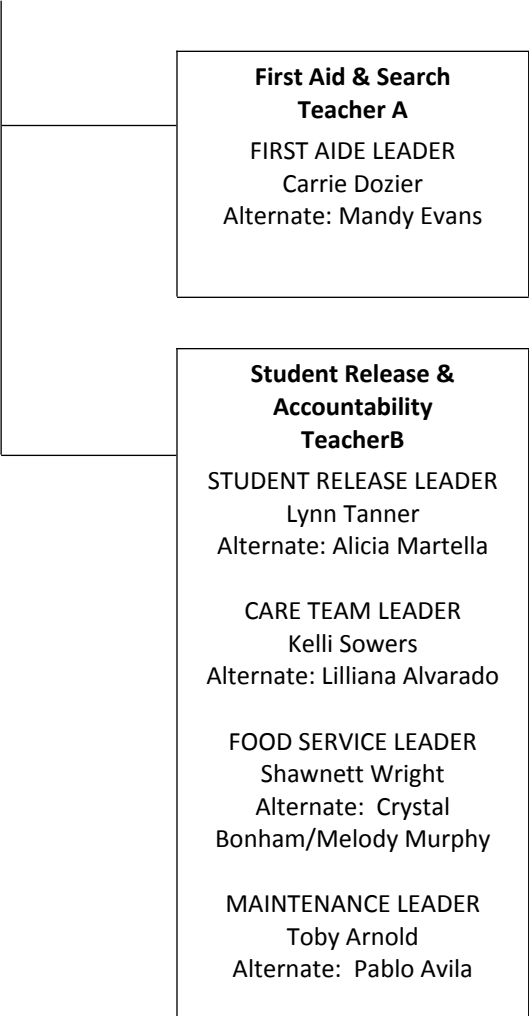 First Aid & Search
Teacher A
FIRST AIDE LEADER
Carrie Dozier
Alternate: Mandy Evans
Student Release &
Accountability
TeacherB
STUDENT RELEASE LEADER
Lynn Tanner
Alternate: Alicia Martella
CARE TEAM LEADER
Kelli Sowers
Alternate: Lilliana Alvarado
FOOD SERVICE LEADER
Shawnett Wright
Alternate:  Crystal
Bonham/Melody Murphy
MAINTENANCE LEADER
Toby Arnold
Alternate:  Pablo Avila